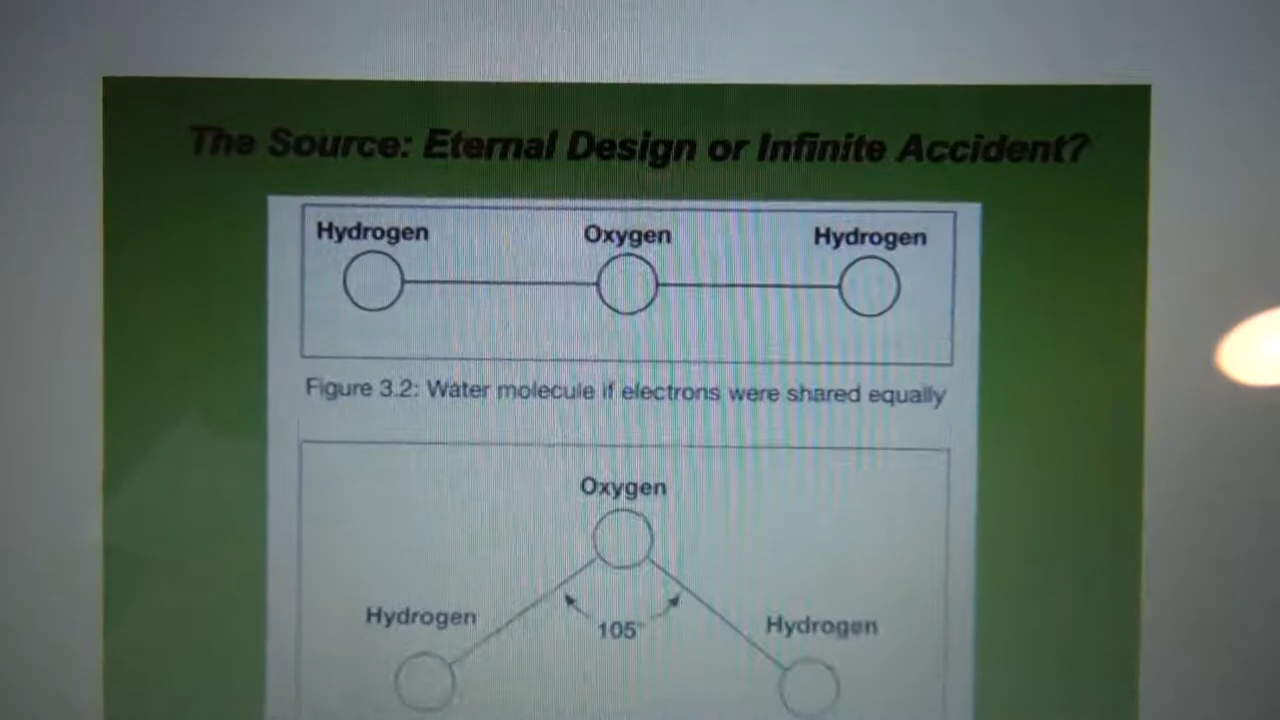 The Source: Eternal Design or Infinite Accident?
Hydrogen Oxygen Hydrogen
Figure 3.2: Water molecule if electrons were shared equally
Oxygen
105°
Hydrogen Hydrogen